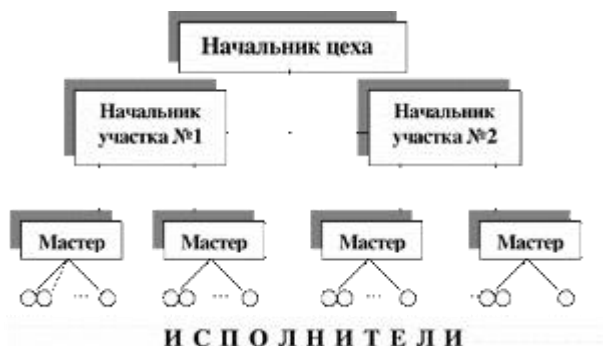 Начальник цеха
Начальник
участка №1
Начальник
участка №2
Мастер
Мастер
Мастер
Мастер
...
...
...
...
ИСПОЛНИТЕЛИ